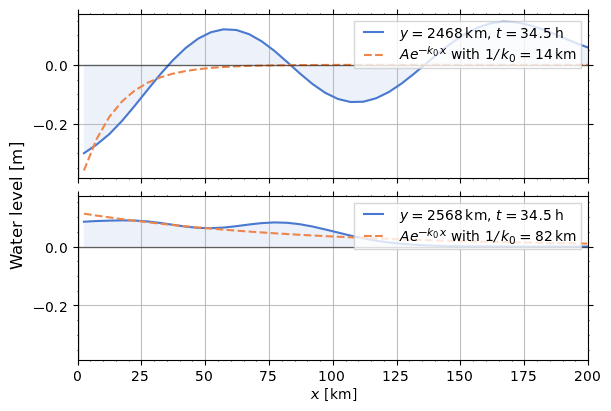 y = 2468 km, t = 34.5 h
Ae^{-k_0 x} with 1/k_0 = 14 km
0.0
−0.2
y = 2568 km, t = 34.5 h
Ae^{-k_0 x} with 1/k_0 = 82 km
0.0
−0.2
Water level [m]
0 25 50 75 100 125 150 175 200
x [km]